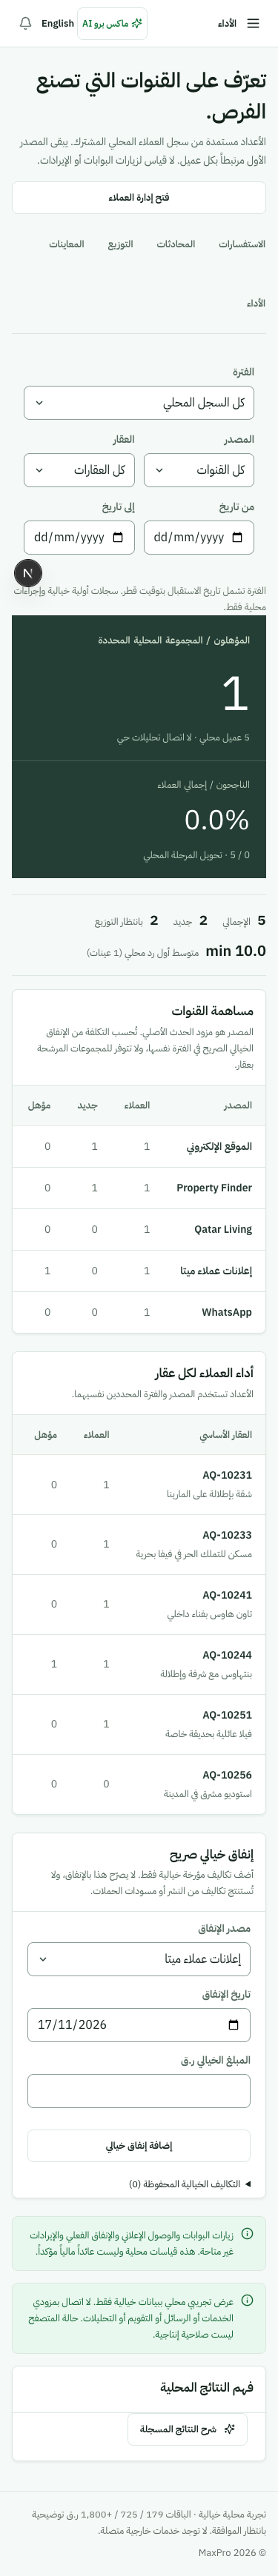 الأداء
ماكس برو AI
English
تعرّف على القنوات التي تصنع
الفرص.
الأعداد مستمدة من سجل العملاء المحلي المشترك. يبقى المصدر
الأول مرتبطاً بكل عميل. لا قياس لزيارات البوابات أو الإيرادات.
فتح إدارة العملاء
الاستفسارات المحادثات التوزيع المعاينات
الأداء
الفترة
كل السجل المحلي
المصدر العقار
كل القنوات كل العقارات
من تاريخ إلى تاريخ
dd/mm/yyyy dd/mm/yyyy
N
الفترة تشمل تاريخ الاستقبال بتوقيت قطر. سجلات أولية خيالية وإجراءات
محلية فقط.
المؤهلون / المجموعة المحلية المحددة
1
5 عميل محلي · لا اتصال تحليلات حي
الناجحون / إجمالي العملاء
0.0%
0 / 5 · تحويل المرحلة المحلي
5 الإجمالي 2 جديد 2 بانتظار التوزيع
10.0 min متوسط أول رد محلي (1 عينات)
مساهمة القنوات
المصدر هو مزود الحدث الأصلي. تُحسب التكلفة من الإنفاق
الخيالي الصريح في الفترة نفسها، ولا تتوفر للمجموعات المرشحة
بعقار.
المصدر العملاء جديد مؤهل
الموقع الإلكتروني 1 1 0
Property Finder 1 1 0
Qatar Living 1 0 0
إعلانات عملاء ميتا 1 0 1
WhatsApp 1 0 0
أداء العملاء لكل عقار
الأعداد تستخدم المصدر والفترة المحددين نفسيهما.
العقار الأساسي العملاء مؤهل
AQ-10231
شقة بإطلالة على المارينا 1 0
AQ-10233
مسكن للتملك الحر في فيفا بحرية 1 0
AQ-10241
تاون هاوس بفناء داخلي 1 0
AQ-10244
بنتهاوس مع شرفة وإطلالة 1 1
AQ-10251
فيلا عائلية بحديقة خاصة 1 0
AQ-10256
استوديو مشرق في المدينة 0 0
إنفاق خيالي صريح
أضف تكاليف مؤرخة خيالية فقط. لا يصرّح هذا بالإنفاق، ولا
تُستنتج تكاليف من النشر أو مسودات الحملات.
مصدر الإنفاق
إعلانات عملاء ميتا
تاريخ الإنفاق
17/11/2026
المبلغ الخيالي ر.ق
إضافة إنفاق خيالي
التكاليف الخيالية المحفوظة (0)
زيارات البوابات والوصول الإعلاني والإنفاق الفعلي والإيرادات
غير متاحة. هذه قياسات محلية وليست عائداً مالياً مؤكداً.
عرض تجريبي محلي ببيانات خيالية فقط. لا اتصال بمزودي
الخدمات أو الرسائل أو التقويم أو التحليلات. حالة المتصفح
ليست صلاحية إنتاجية.
فهم النتائج المحلية
شرح النتائج المسجلة
تجربة محلية خيالية · الباقات 179 / 725 / +1,800 ر.ق توضيحية
بانتظار الموافقة. لا توجد خدمات خارجية متصلة.
© 2026 MaxPro